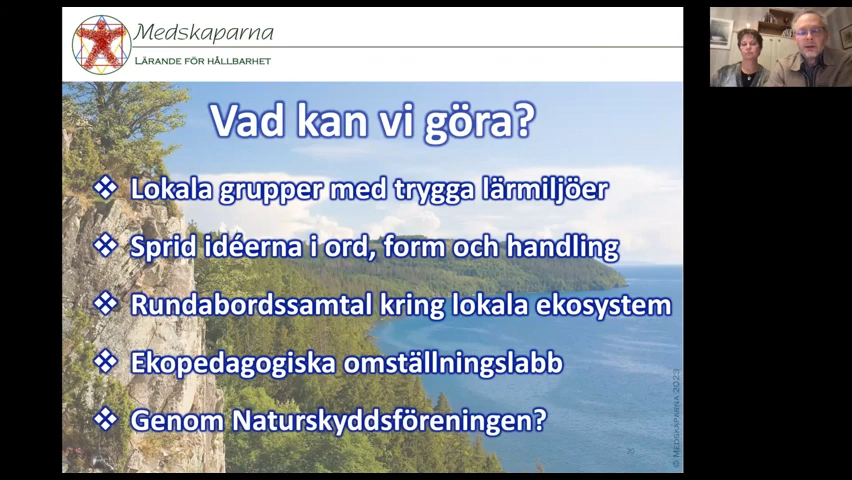 Medskaparna
Lärande för hållbarhet
Vad kan vi göra?
❖ Lokala grupper med trygga lärmiljöer
❖ Sprid idéerna i ord, form och handling
❖ Rundabordssamtal kring lokala ekosystem
❖ Ekopedagogiska omställningslabb
❖ Genom Naturskyddsföreningen?
© Medskaparna 2023